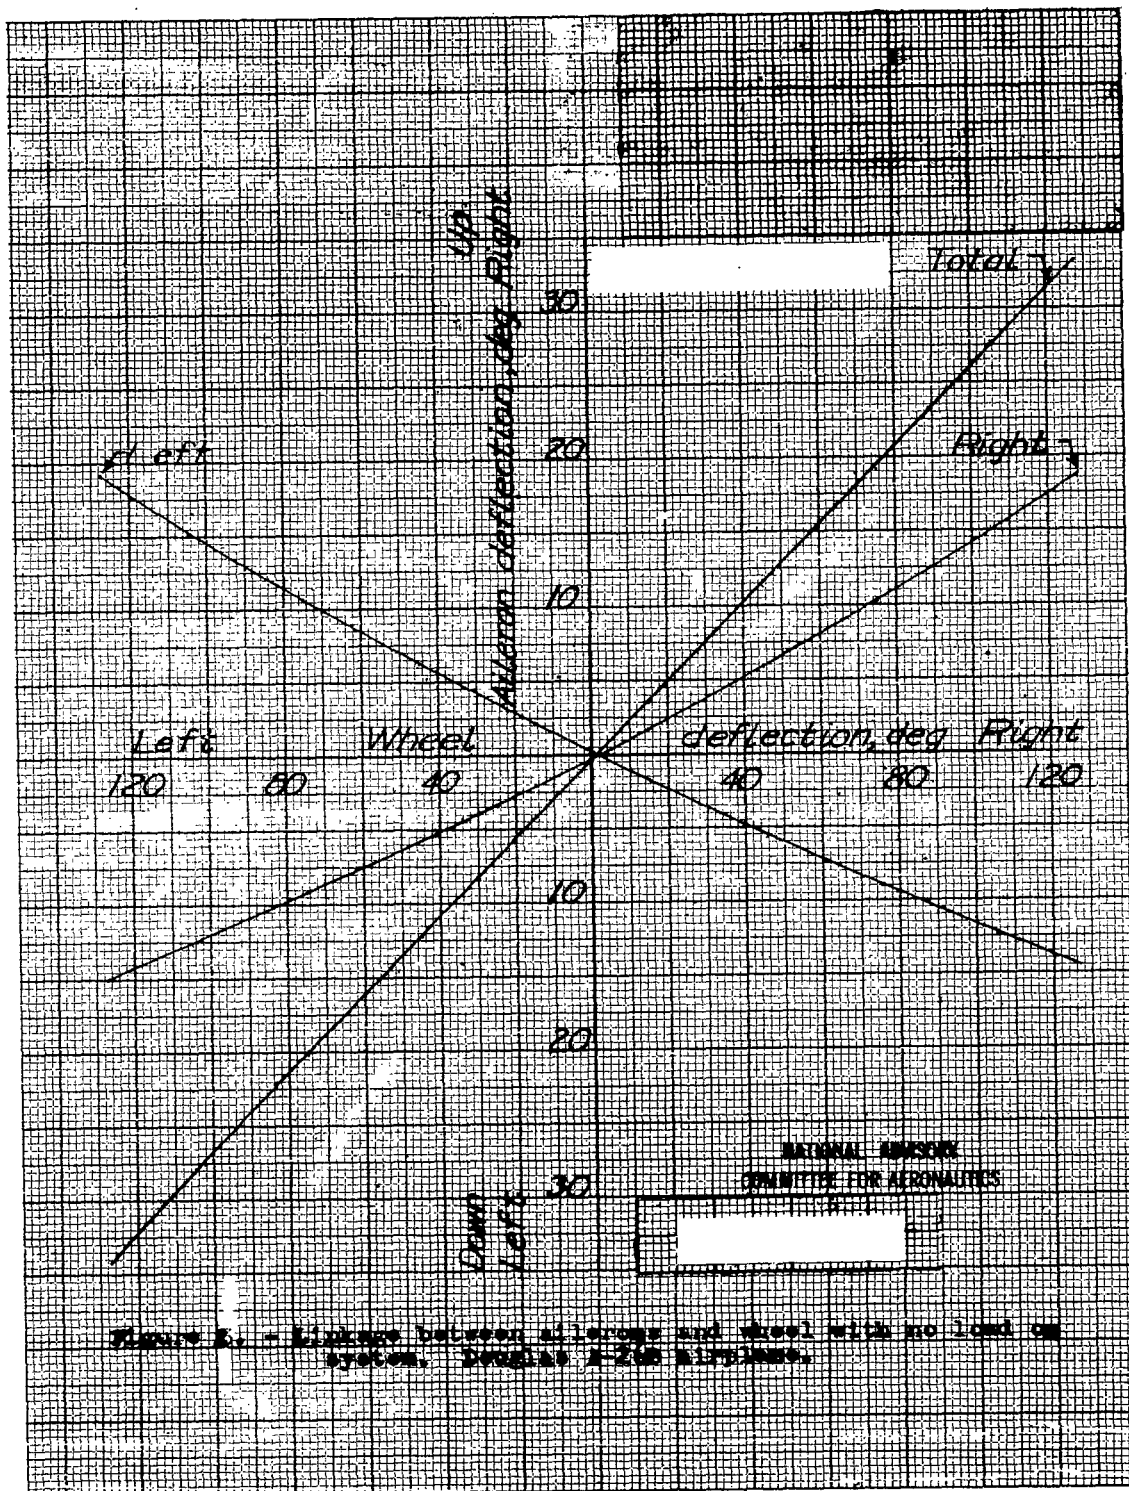 Up
Aileron deflection, deg Right
Total
30
Left
20
Right
10
Left Wheel deflection, deg Right
120 80 40 40 80 120
10
20
NATIONAL ADVISORY
COMMITTEE FOR AERONAUTICS
30
Down
Left
Figure - Linkage between ailerons and wheel with no load on
system. Douglas airplane.